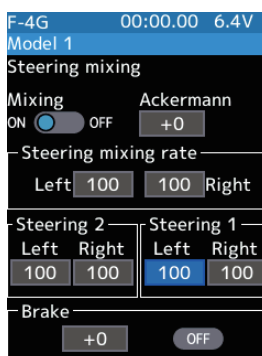 F-4G 00:00.00 6.4V
Model 1
Steering mixing
Mixing Ackermann
ON OFF +0
Steering mixing rate
Left 100 100 Right
Steering 2 Steering 1
Left Right Left Right
100 100 100 100
Brake
+0 OFF